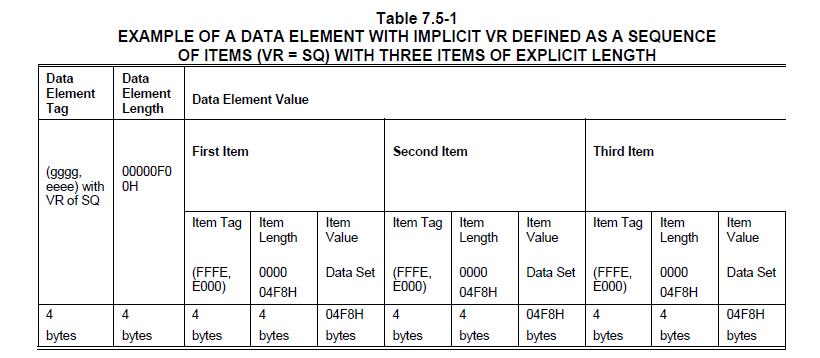 Table 7.5-1
EXAMPLE OF A DATA ELEMENT WITH IMPLICIT VR DEFINED AS A SEQUENCE
OF ITEMS (VR = SQ) WITH THREE ITEMS OF EXPLICIT LENGTH
Data Element Tag
Data Element Length
Data Element Value
(gggg, eeee) with VR of SQ
00000F0 0H
First Item
Second Item
Third Item
Item Tag
Item Length
Item Value
Item Tag
Item Length
Item Value
Item Tag
Item Length
Item Value
(FFFE, E000)
0000 04F8H
Data Set
(FFFE, E000)
0000 04F8H
Data Set
(FFFE, E000)
0000 04F8H
Data Set
4 bytes
4 bytes
4 bytes
4 bytes
04F8H bytes
4 bytes
4 bytes
04F8H bytes
4 bytes
4 bytes
04F8H bytes